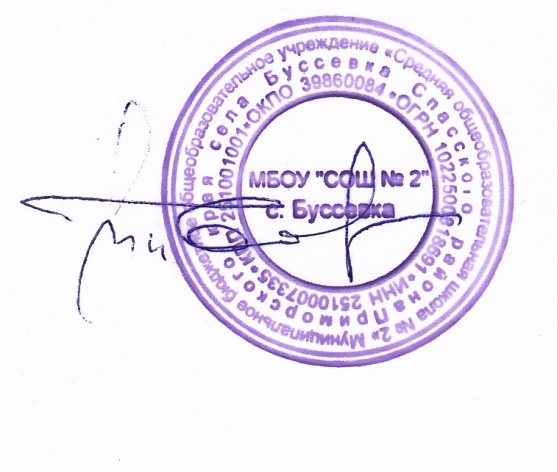 Муниципальное бюджетное общеобразовательное учреждение «Средняя общеобразовательная школа № 2»
села Буссевка Спасского района Приморского края
ОКПО 39860084 * ОГРН * ИНН 2510007335 * КПП
МБОУ "СОШ № 2"
с. Буссевка